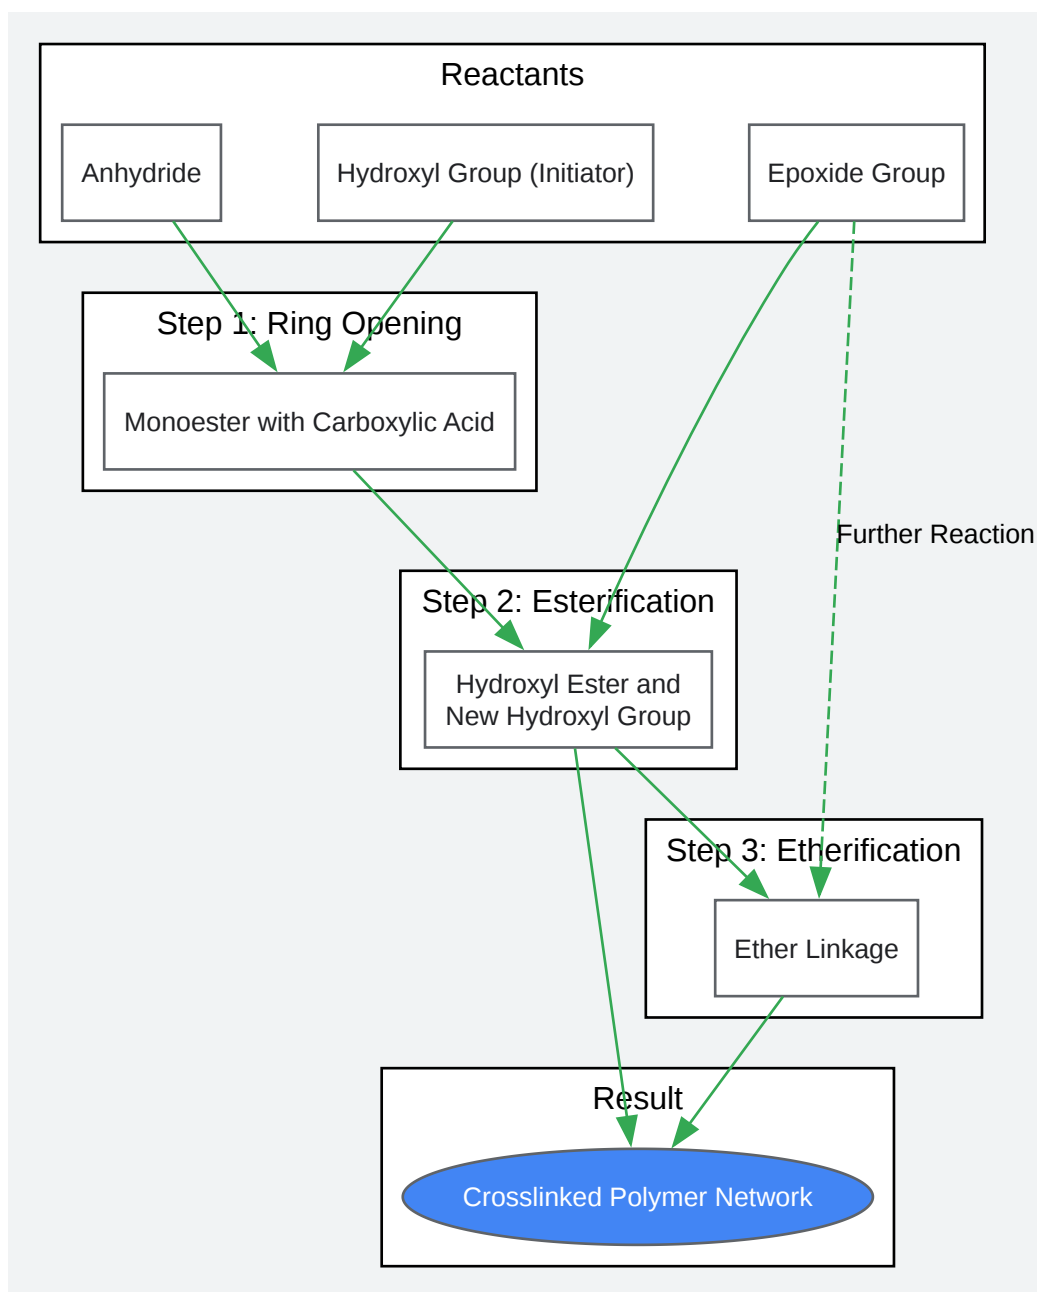 Reactants
Anhydride
Hydroxyl Group (Initiator)
Epoxide Group
Step 1: Ring Opening
Monoester with Carboxylic Acid
Further Reaction
Step 2: Esterification
Hydroxyl Ester and
New Hydroxyl Group
Step 3: Etherification
Ether Linkage
Result
Crosslinked Polymer Network